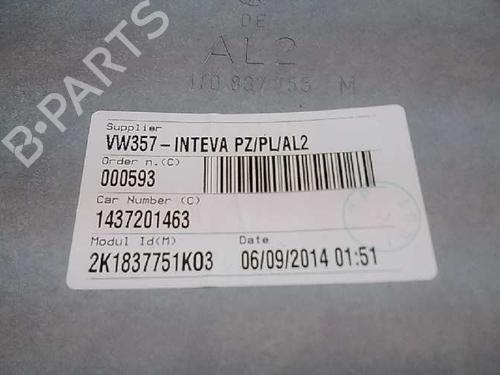 DE
AL2
Supplier
VW357-INTEVA PZ/PL/AL2
Order n.(C)
000593
Car Number (C)
1437201463
Modul Id(M) Date
2K1837751K03 06/09/2014 01:51
B-PARTS